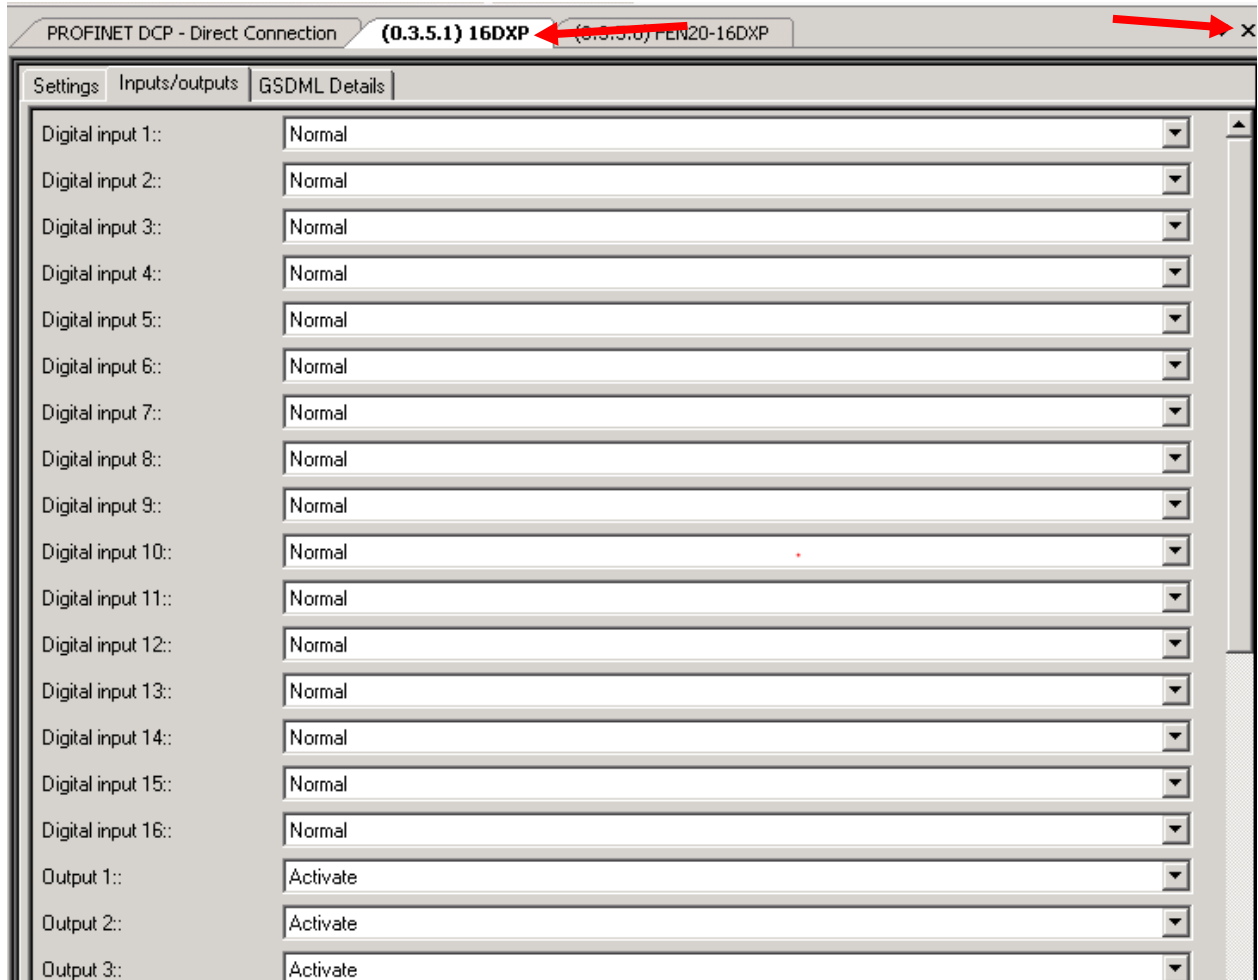 PROFINET DCP - Direct Connection (0.3.5.1) 16DXP FEN20-16DXP
Settings Inputs/outputs GSDML Details
Digital input 1:: Normal
Digital input 2:: Normal
Digital input 3:: Normal
Digital input 4:: Normal
Digital input 5:: Normal
Digital input 6:: Normal
Digital input 7:: Normal
Digital input 8:: Normal
Digital input 9:: Normal
Digital input 10:: Normal
Digital input 11:: Normal
Digital input 12:: Normal
Digital input 13:: Normal
Digital input 14:: Normal
Digital input 15:: Normal
Digital input 16:: Normal
Output 1:: Activate
Output 2:: Activate
Output 3:: Activate